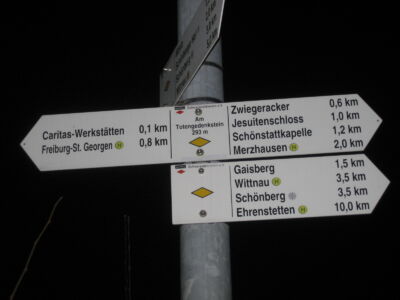 Caritas-Werkstätten 0,1 km
Freiburg-St. Georgen H 0,8 km
Am
Totengedenkstein
293 m
Zwiegeracker 0,6 km
Jesuitenschloss 1,0 km
Schönstattkapelle 1,2 km
Merzhausen H 2,0 km
Gaisberg 1,5 km
Wittnau H 3,5 km
Schönberg 3,5 km
Ehrenstetten H 10,0 km